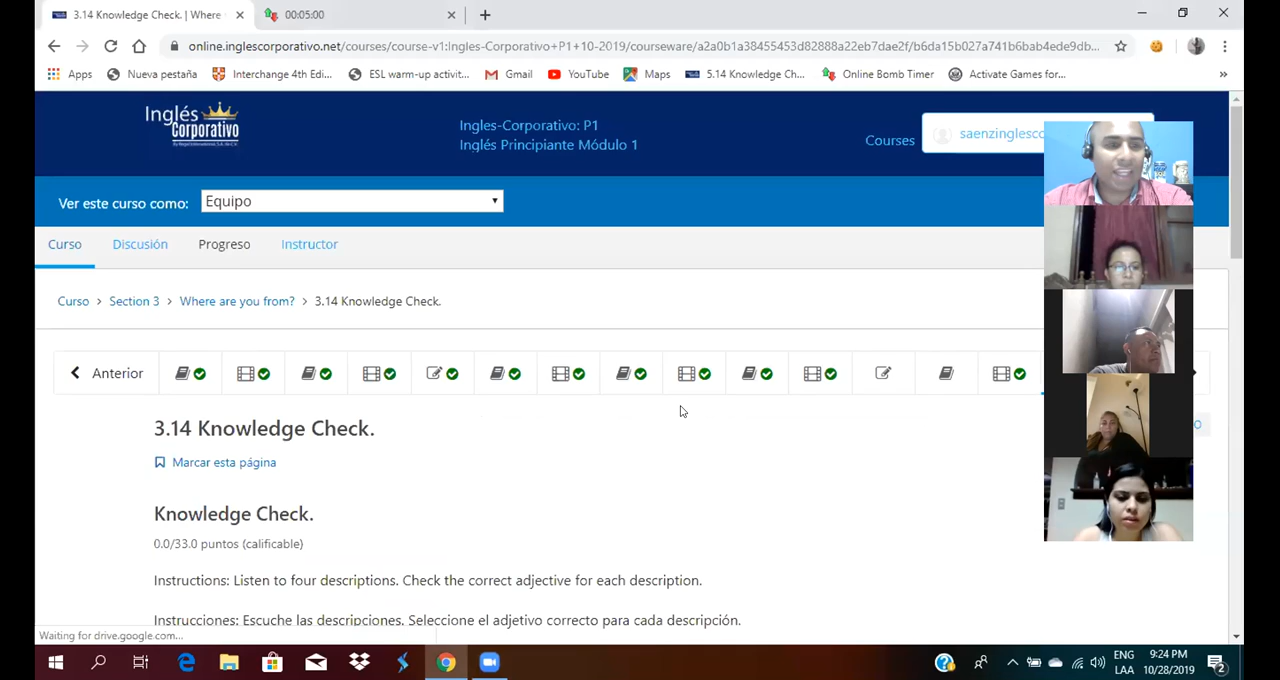 3.14 Knowledge Check. | Where
00:05:00
online.inglescorporativo.net/courses/course-v1:Ingles-Corporativo+P1+10-2019/courseware/a2a0b1a38455453d82888a22eb7dae2f/b6da15b027a741b6bab4ede9db...
Apps
Nueva pestaña
Interchange 4th Edi...
ESL warm-up activit...
Gmail
YouTube
Maps
5.14 Knowledge Ch...
Online Bomb Timer
Activate Games for...
»
Inglés
Corporativo
Ingles-Corporativo: P1
Inglés Principiante Módulo 1
Courses
saenzinglesco
Ver este curso como:
Equipo
Curso
Discusión
Progreso
Instructor
Curso > Section 3 > Where are you from? > 3.14 Knowledge Check.
Anterior
3.14 Knowledge Check.
Marcar esta página
Knowledge Check.
0.0/33.0 puntos (calificable)
Instructions: Listen to four descriptions. Check the correct adjective for each description.
Instrucciones: Escuche las descripciones. Seleccione el adjetivo correcto para cada descripción.
Waiting for drive.google.com...
ENG
LAA
9:24 PM
10/28/2019
2